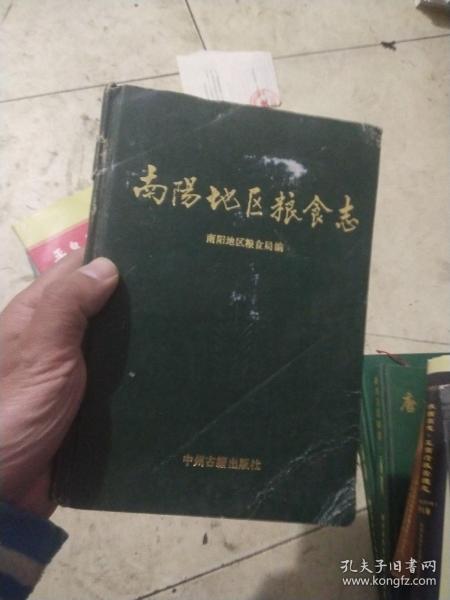 南陽地区粮食志
南阳地区粮食局编
中州古籍出版社
唐
孔夫子旧书网
www.kongfz.com